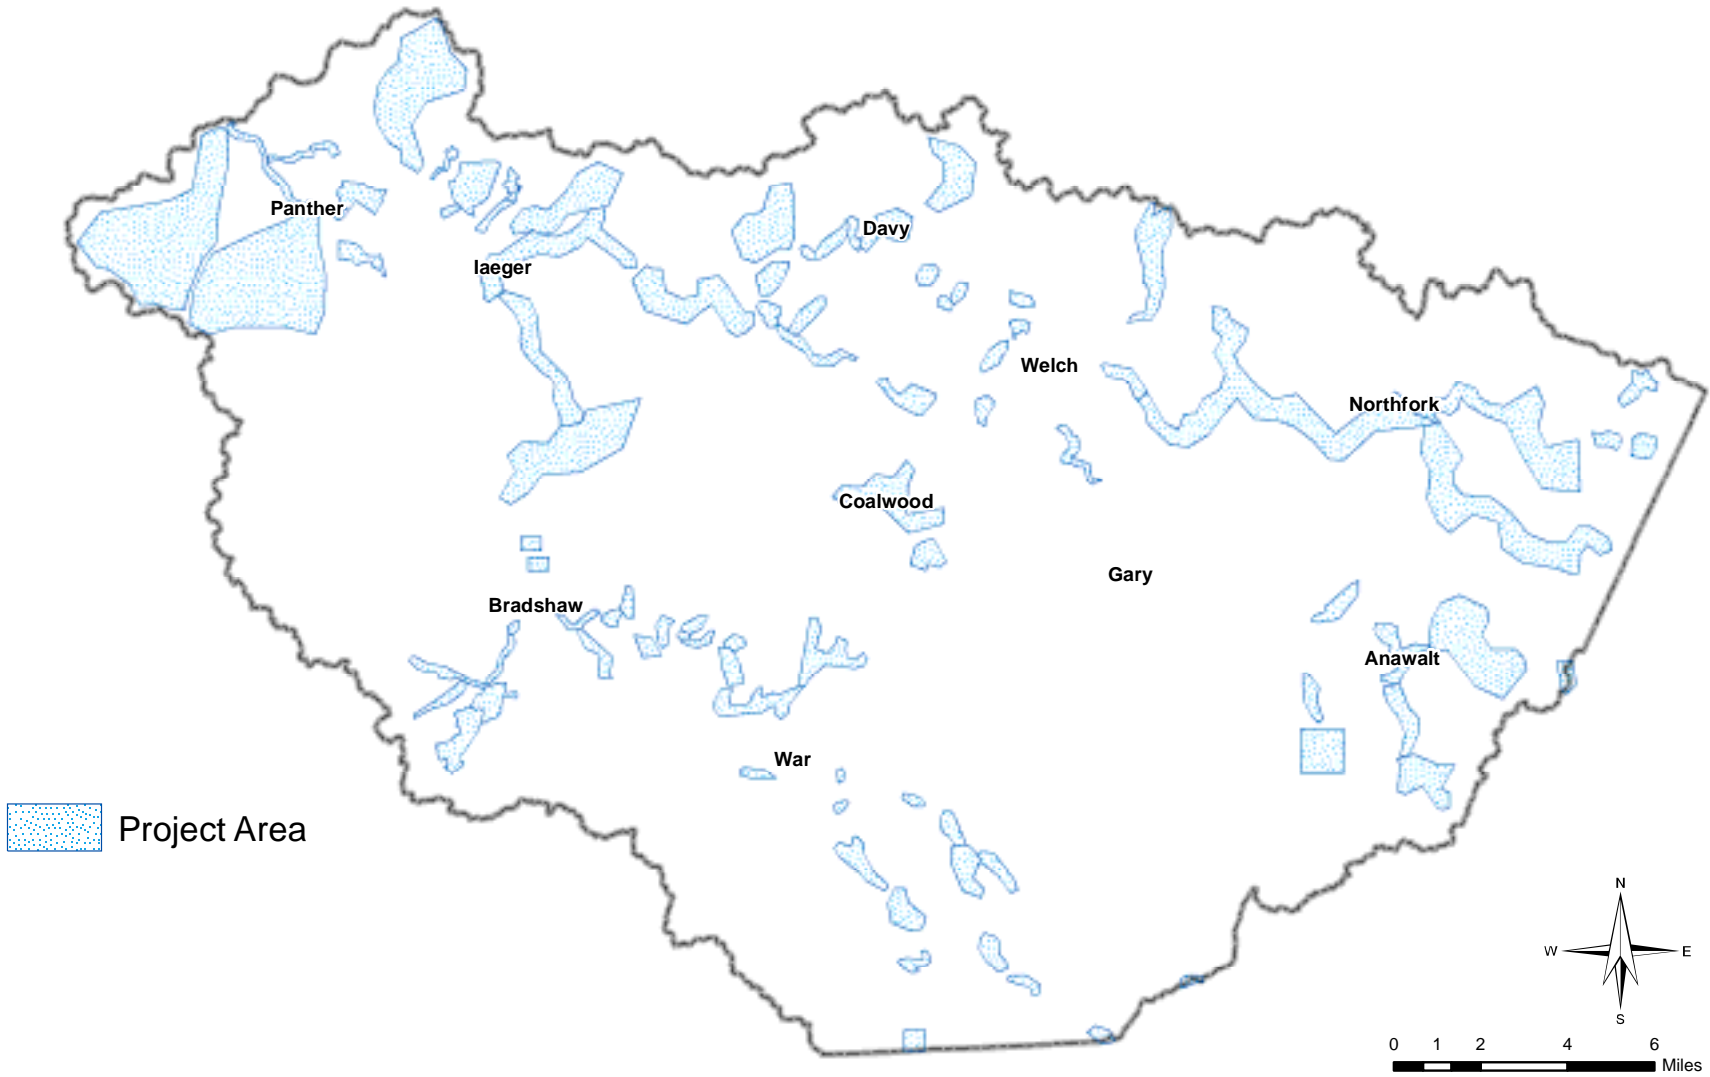 Panther
Davy
Iaeger
Welch
Northfork
Coalwood
Gary
Bradshaw
Anawalt
War
Project Area
N
W E
S
0 1 2 4 6
Miles